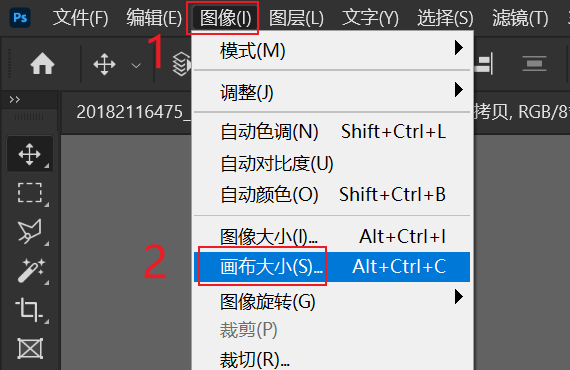 Ps 文件(F) 编辑(E) 图像(I) 图层(L) 文字(Y) 选择(S) 滤镜(T)
1
模式(M)
调整(J)
20182116475_ 拷贝, RGB/8
自动色调(N) Shift+Ctrl+L
自动对比度(U)
自动颜色(O) Shift+Ctrl+B
图像大小(I)... Alt+Ctrl+I
2
画布大小(S)... Alt+Ctrl+C
图像旋转(G)
裁剪(P)
裁切(R)...